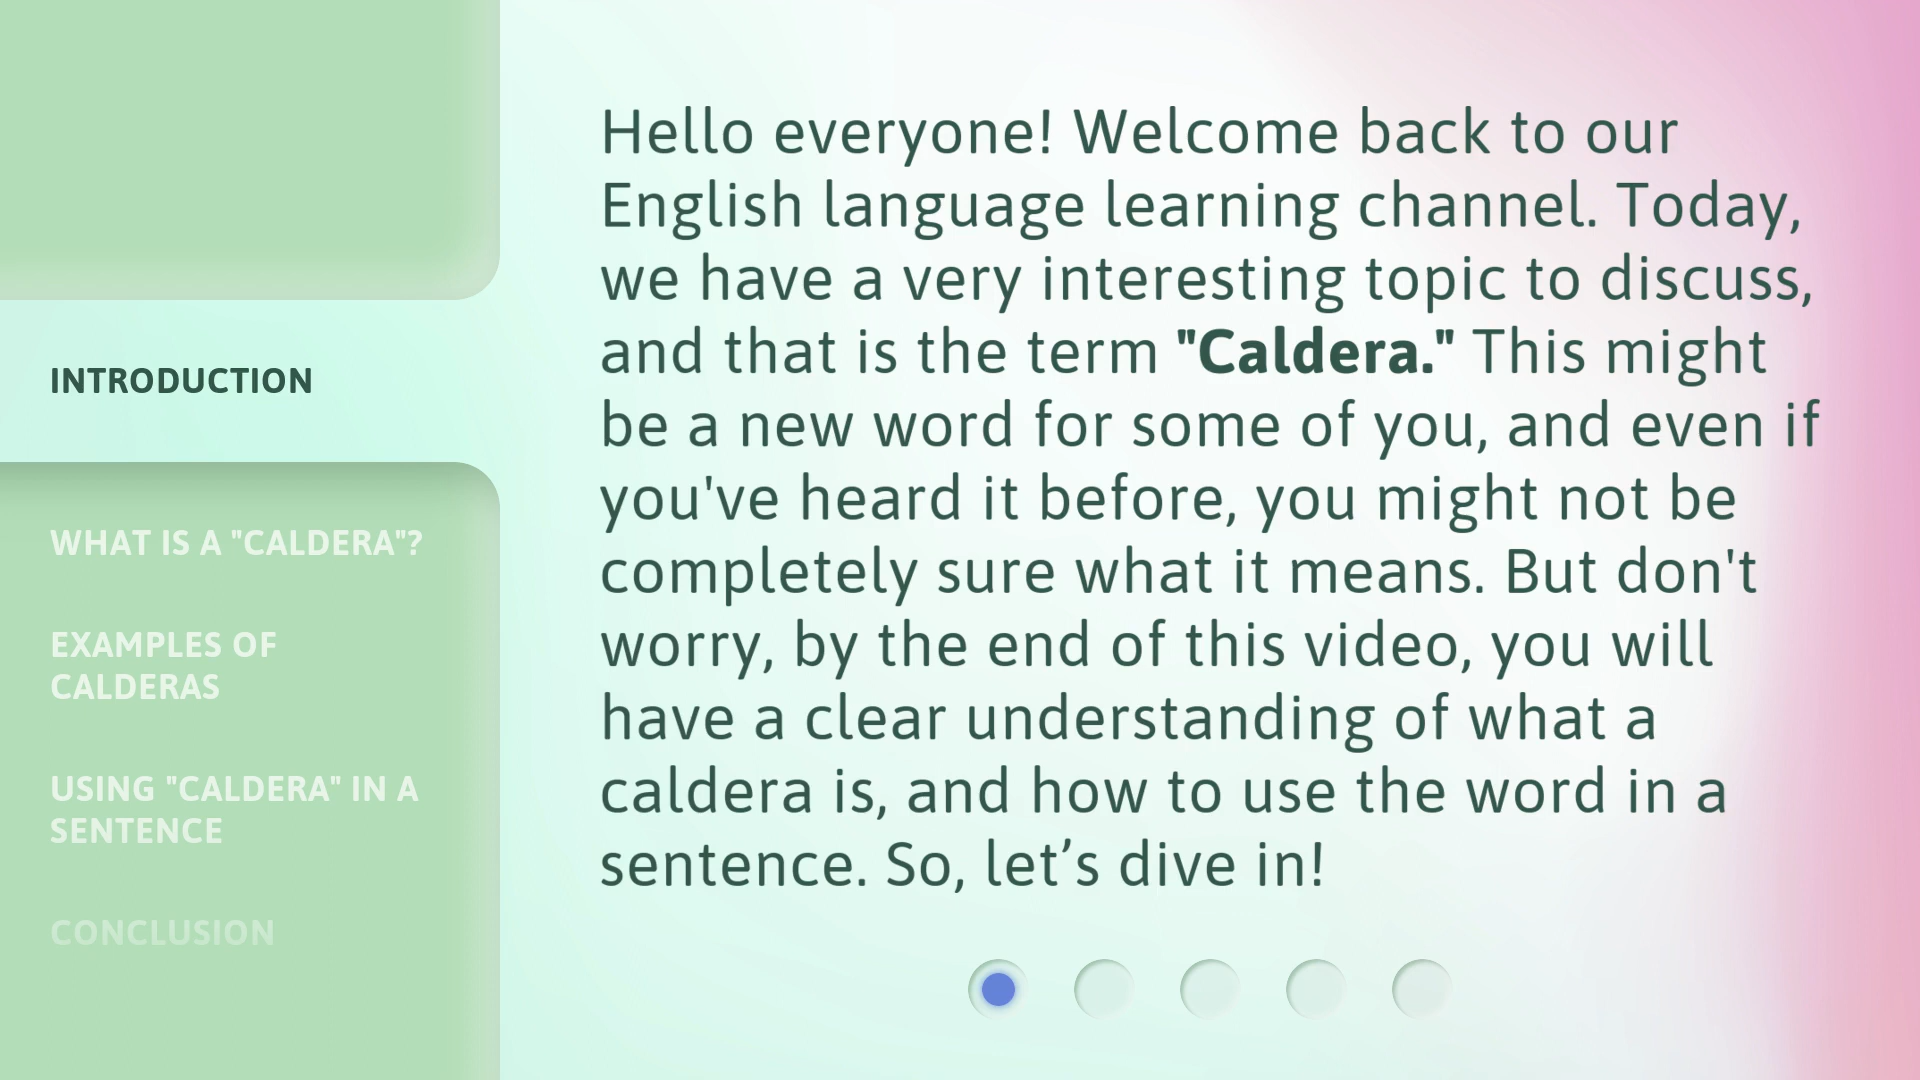 INTRODUCTION
WHAT IS A "CALDERA"?
EXAMPLES OF
CALDERAS
USING "CALDERA" IN A
SENTENCE
CONCLUSION
Hello everyone! Welcome back to our
English language learning channel. Today,
we have a very interesting topic to discuss,
and that is the term "Caldera." This might
be a new word for some of you, and even if
you've heard it before, you might not be
completely sure what it means. But don't
worry, by the end of this video, you will
have a clear understanding of what a
caldera is, and how to use the word in a
sentence. So, let’s dive in!